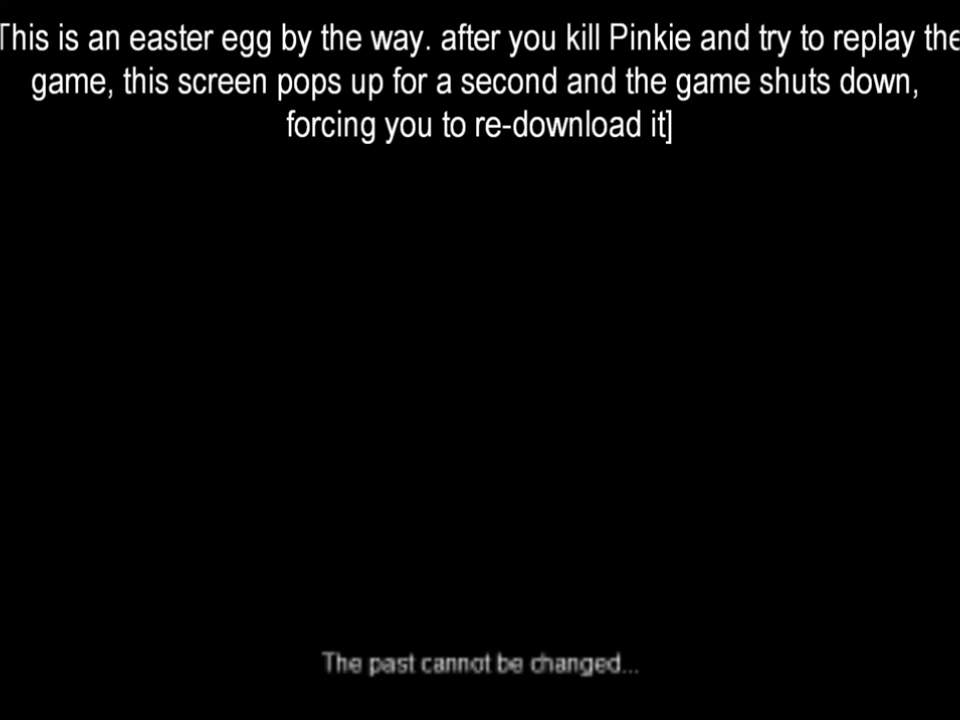 This is an easter egg by the way. after you kill Pinkie and try to replay the
game, this screen pops up for a second and the game shuts down,
forcing you to re-download it]
The past cannot be changed...